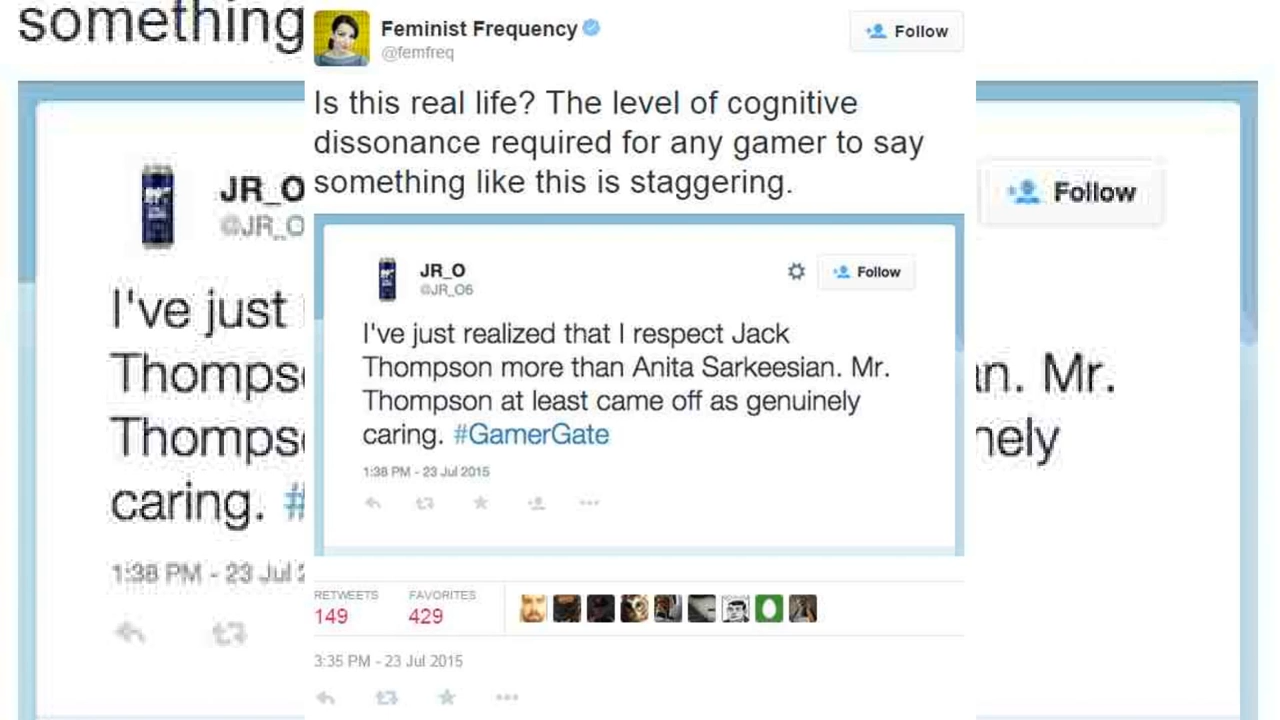 something
Feminist Frequency
@femfreq
Follow
Is this real life? The level of cognitive
dissonance required for any gamer to say
something like this is staggering.
JR_O
@JR_O
Follow
I've just
Thomps
n. Mr.
Thomps
nely
caring. #
1:38 PM - 23 Jul 2
JR_O
@JR_O6
Follow
I've just realized that I respect Jack
Thompson more than Anita Sarkeesian. Mr.
Thompson at least came off as genuinely
caring. #GamerGate
1:38 PM - 23 Jul 2015
RETWEETS FAVORITES
149 429
3:35 PM - 23 Jul 2015